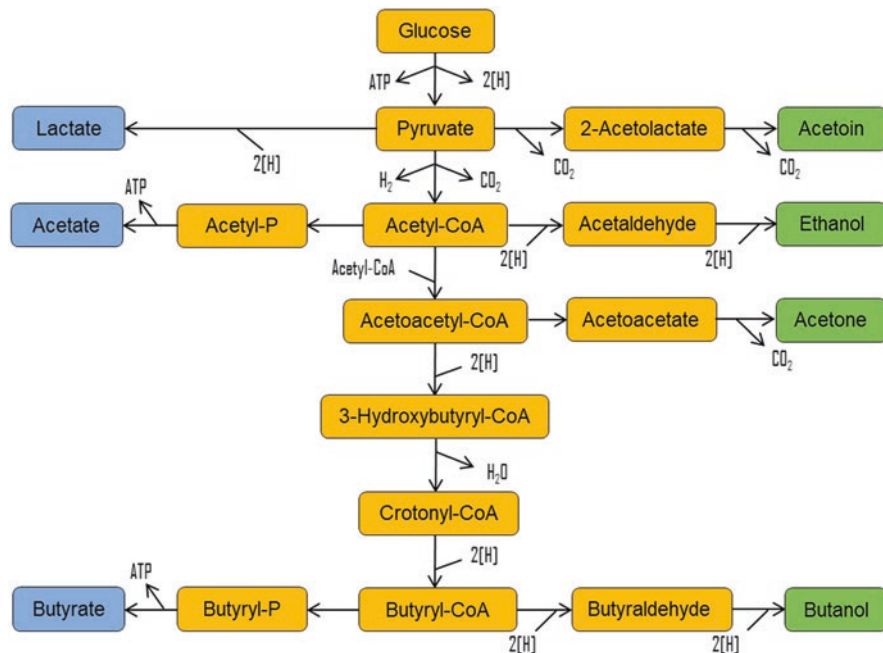 Glucose
ATP
2[H]
Lactate
Pyruvate
2-Acetolactate
Acetoin
2[H]
CO₂
CO₂
H₂
CO₂
ATP
Acetate
Acetyl-P
Acetyl-CoA
Acetaldehyde
Ethanol
2[H]
2[H]
Acetyl-CoA
Acetoacetyl-CoA
Acetoacetate
Acetone
CO₂
2[H]
3-Hydroxybutyryl-CoA
H₂O
Crotonyl-CoA
2[H]
ATP
Butyrate
Butyryl-P
Butyryl-CoA
Butyraldehyde
Butanol
2[H]
2[H]